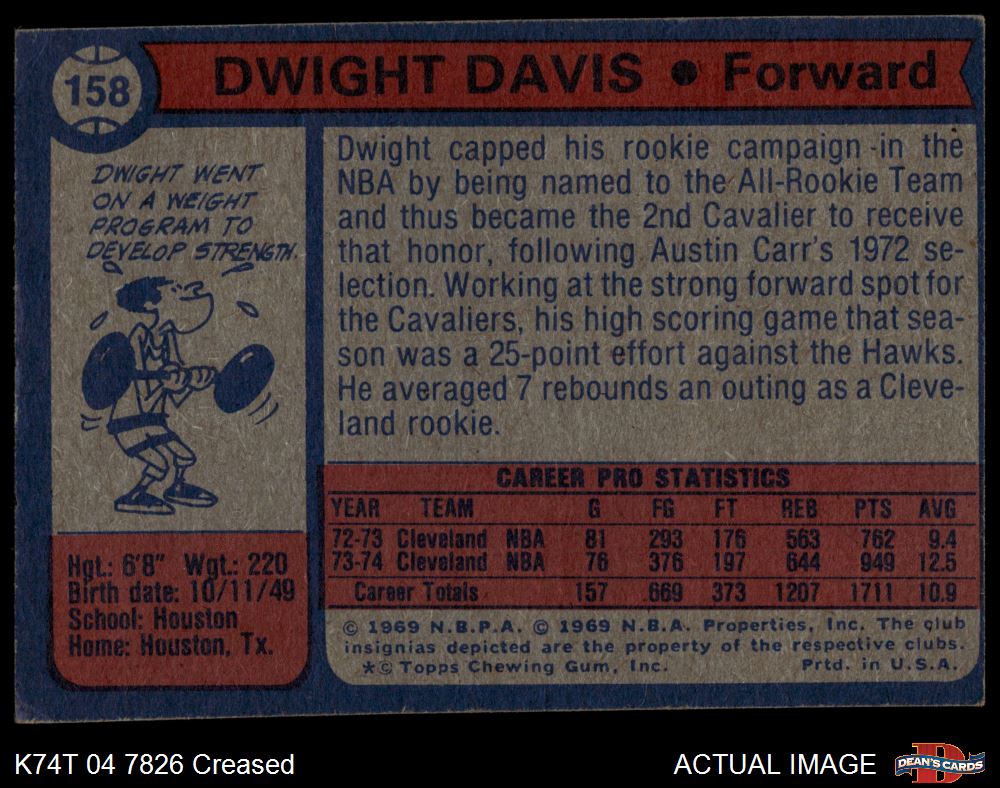 158
DWIGHT DAVIS • Forward
DWIGHT WENT
ON A WEIGHT
PROGRAM TO
DEVELOP STRENGTH.
Hgt.: 6'8" Wgt.: 220
Birth date: 10/11/49
School: Houston
Home: Houston, Tx.
Dwight capped his rookie campaign in the
NBA by being named to the All-Rookie Team
and thus became the 2nd Cavalier to receive
that honor, following Austin Carr's 1972 se-
lection. Working at the strong forward spot for
the Cavaliers, his high scoring game that sea-
son was a 25-point effort against the Hawks.
He averaged 7 rebounds an outing as a Cleve-
land rookie.
CAREER PRO STATISTICS
YEAR TEAM G FG FT REB PTS AVG
72-73 Cleveland NBA 81 293 176 563 762 9.4
73-74 Cleveland NBA 76 376 197 644 949 12.5
Career Totals 157 669 373 1207 1711 10.9
© 1969 N.B.P.A. © 1969 N.B.A. Properties, Inc. The club
insignias depicted are the property of the respective clubs.
*© Topps Chewing Gum, Inc. Prtd. in U.S.A.
K74T 04 7826 Creased
ACTUAL IMAGE
D
DEAN'S CARDS